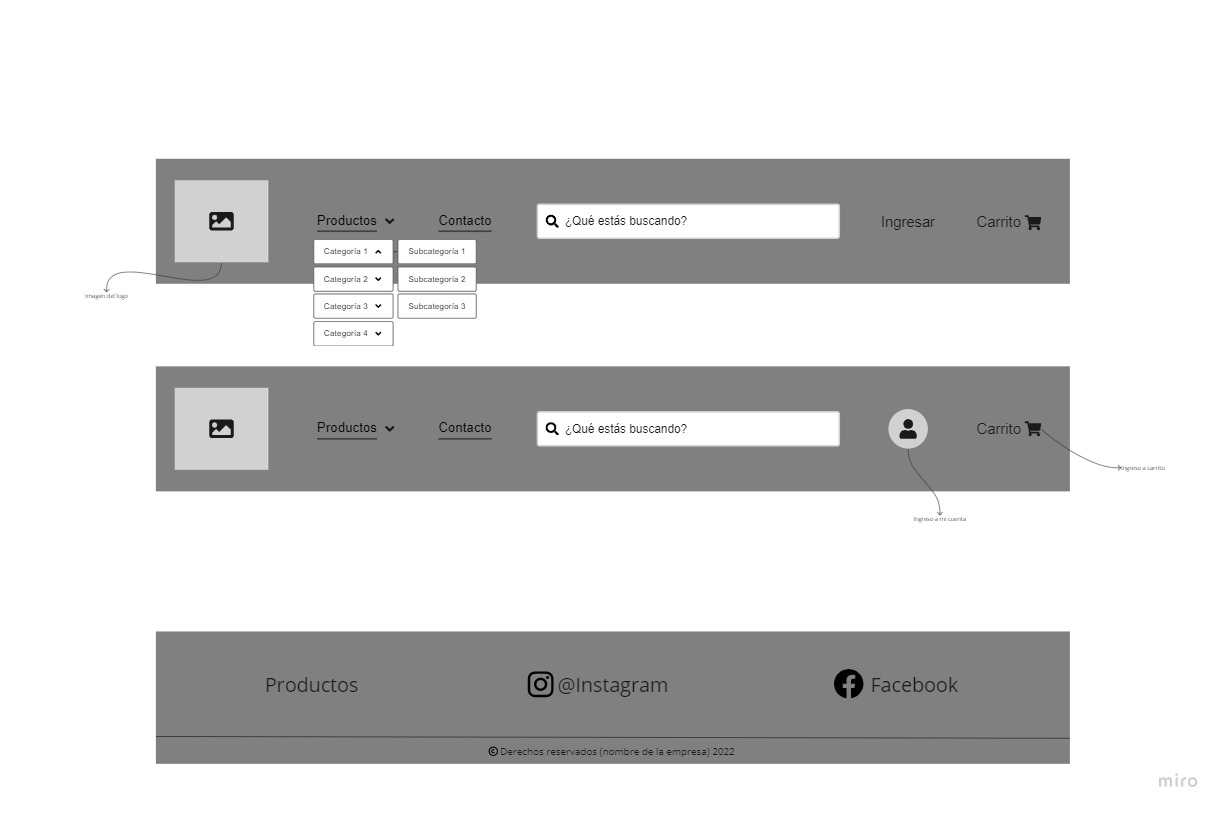 Productos
Contacto
¿Qué estás buscando?
Ingresar
Carrito
Categoría 1
Subcategoría 1
Categoría 2
Subcategoría 2
Categoría 3
Subcategoría 3
Categoría 4
Imagen del logo
Productos
Contacto
¿Qué estás buscando?
Carrito
Ingreso a carrito
Ingreso a mi cuenta
Productos
@Instagram
Facebook
© Derechos reservados (nombre de la empresa) 2022
miro